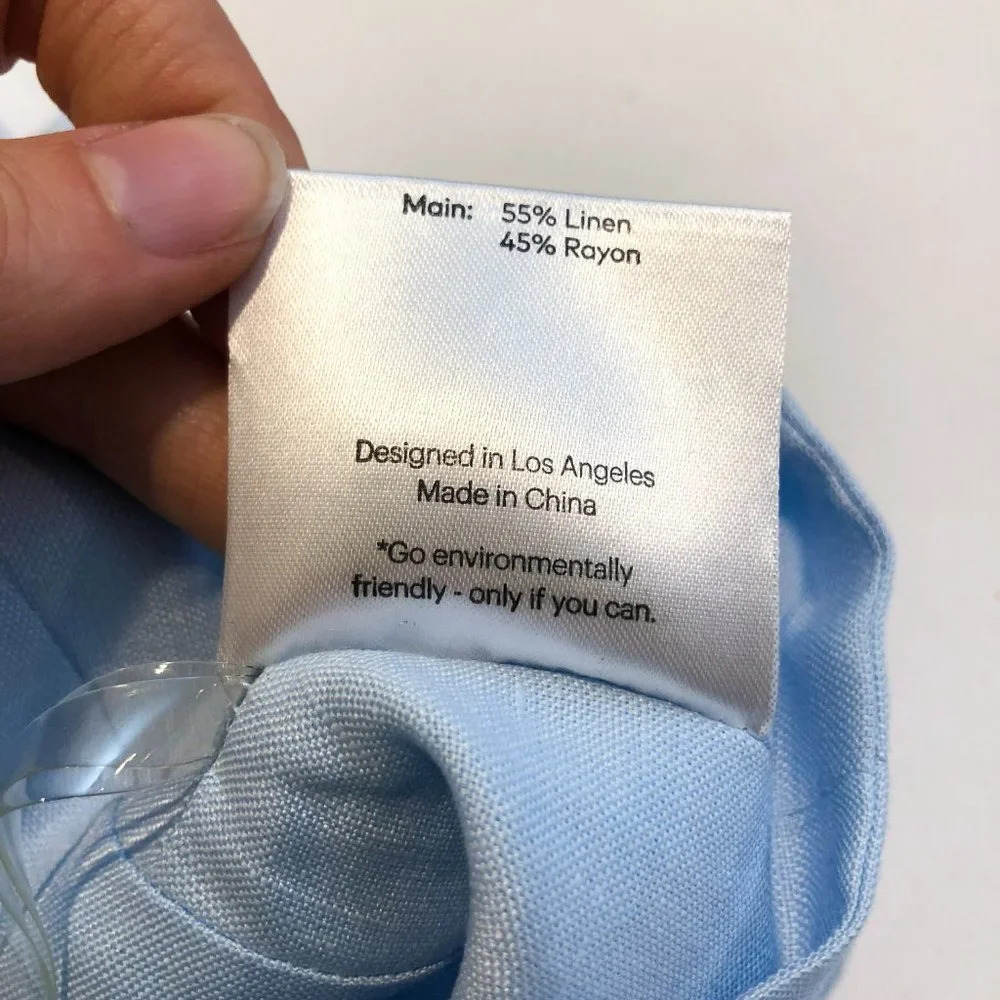 Main: 55% Linen
45% Rayon
Designed in Los Angeles
Made in China
*Go environmentally
friendly - only if you can.